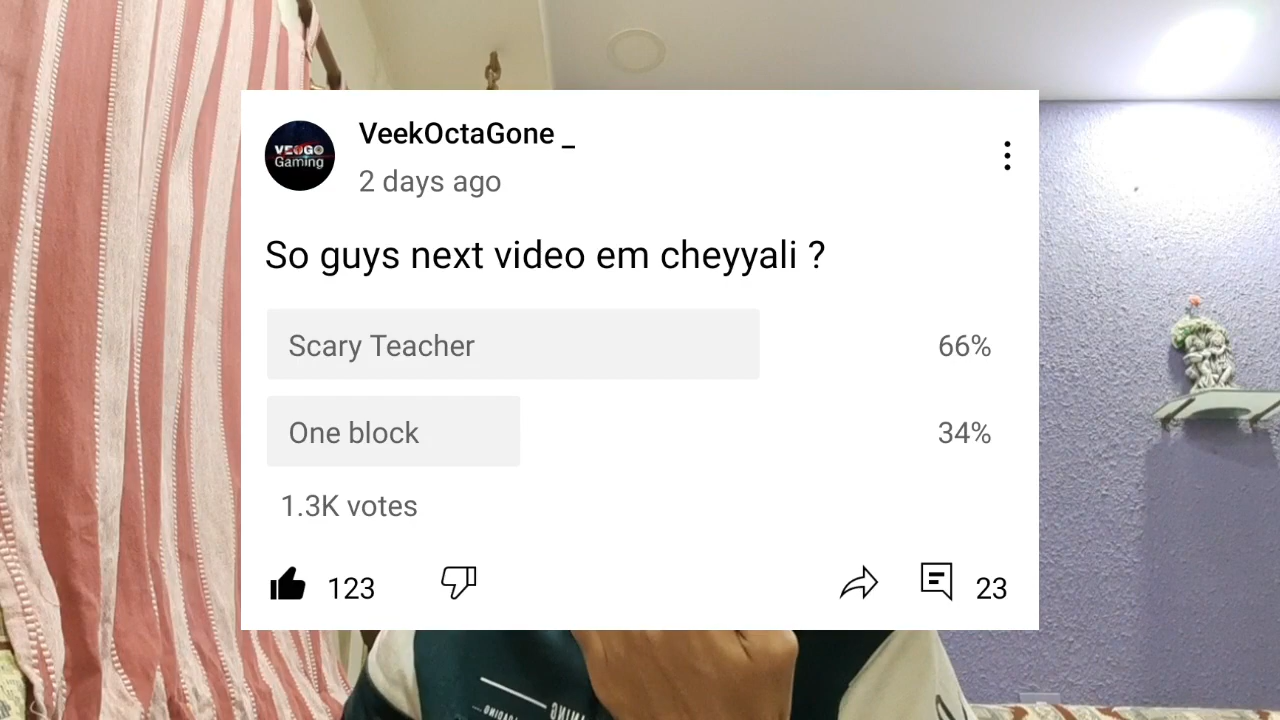 VEOGO
Gaming
VeekOctaGone _
2 days ago
So guys next video em cheyyali ?
Scary Teacher 66%
One block 34%
1.3K votes
123 23